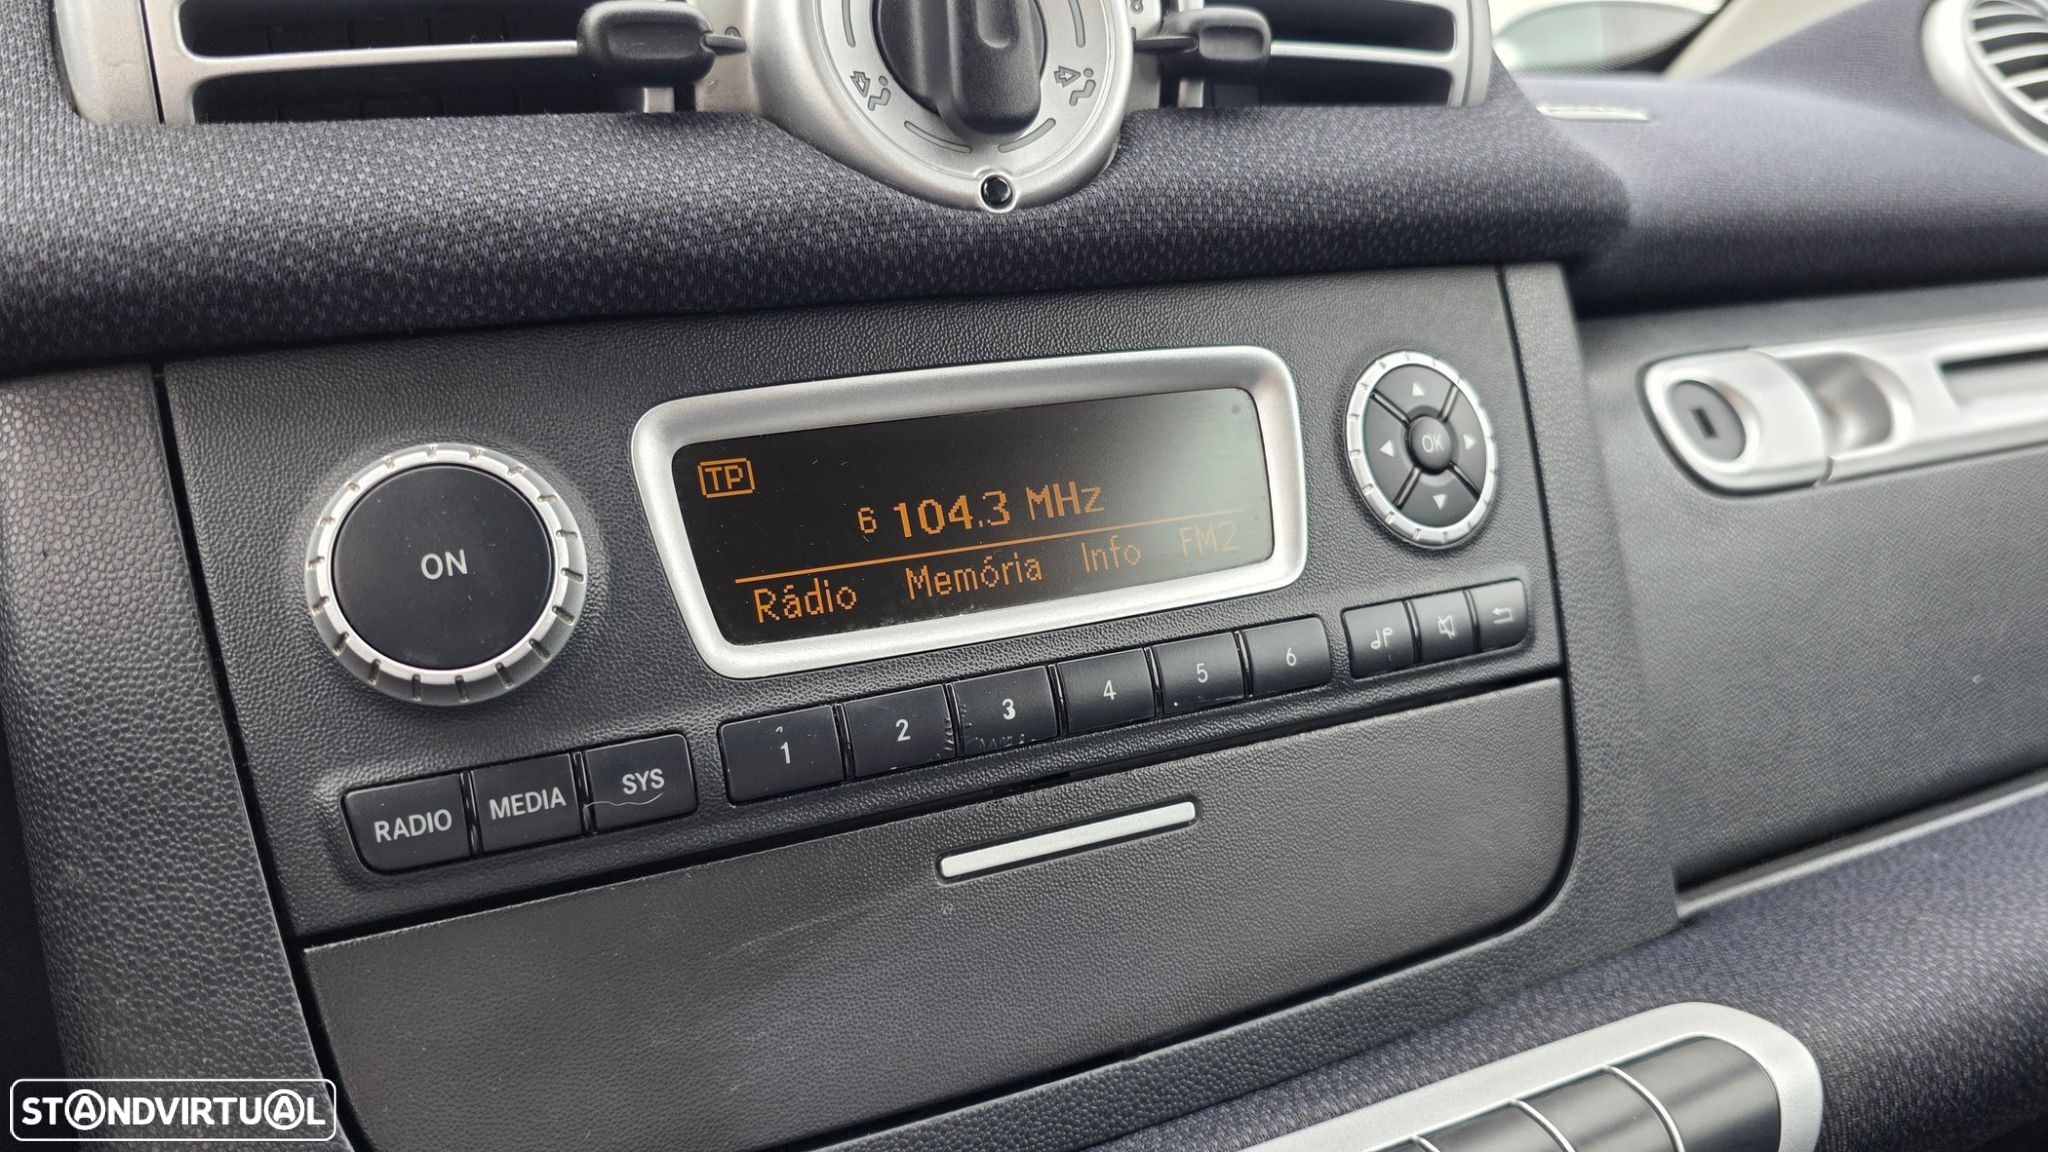 TP
6 104.3 MHz
Rádio Memória Info FM2
ON
OK
RADIO MEDIA SYS 1 2 3 4 5 6
STANDVIRTUAL